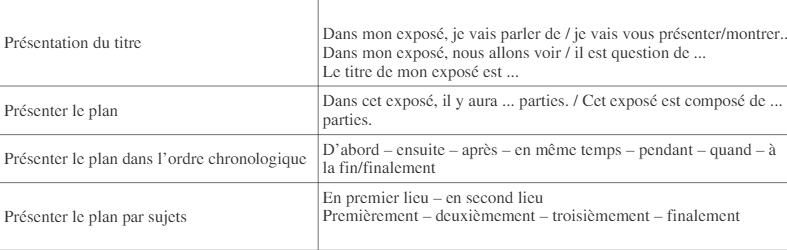 Présentation du titre
Dans mon exposé, je vais parler de / je vais vous présenter/montrer..
Dans mon exposé, nous allons voir / il est question de ...
Le titre de mon exposé est ...
Présenter le plan
Dans cet exposé, il y aura ... parties. / Cet exposé est composé de ...
parties.
Présenter le plan dans l’ordre chronologique
D’abord – ensuite – après – en même temps – pendant – quand – à
la fin/finalement
Présenter le plan par sujets
En premier lieu – en second lieu
Premièrement – deuxièmement – troisièmement – finalement